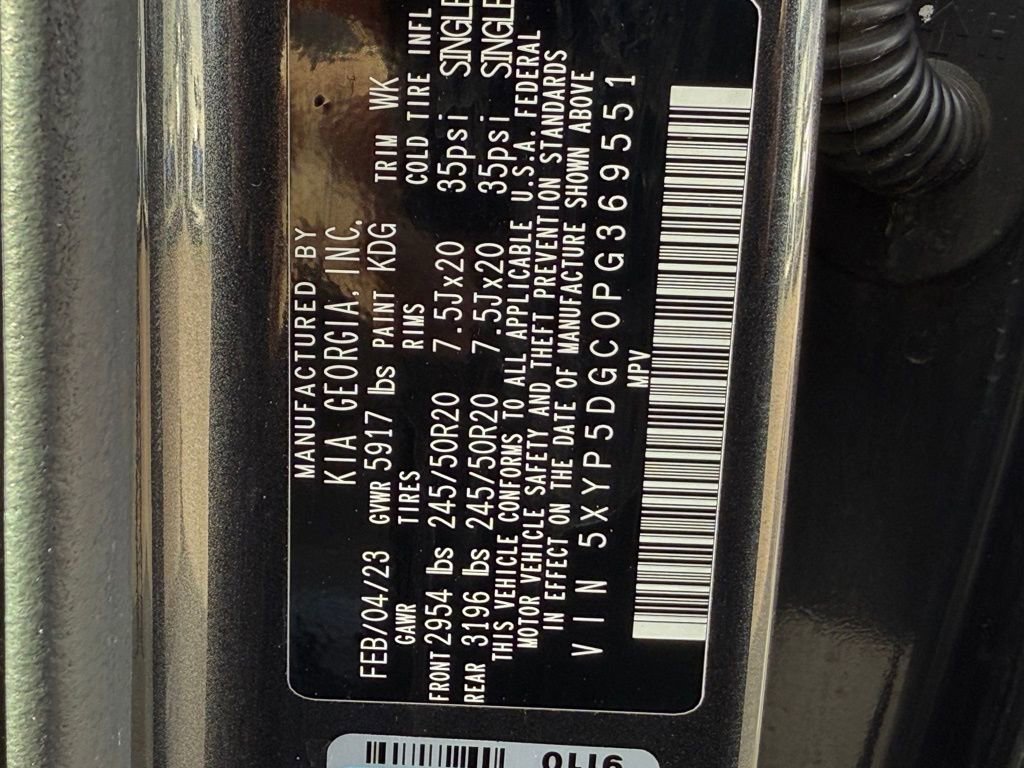 MANUFACTURED BY
KIA GEORGIA, INC.
FEB/04/23 GVWR 5917 lbs PAINT KDG TRIM WK
GAWR TIRES RIMS COLD TIRE INFL
FRONT 2954 lbs 245/50R20 7.5Jx20 35psi SINGLE
REAR 3196 lbs 245/50R20 7.5Jx20 35psi SINGLE
THIS VEHICLE CONFORMS TO ALL APPLICABLE U.S.A. FEDERAL
MOTOR VEHICLE SAFETY AND THEFT PREVENTION STANDARDS
IN EFFECT ON THE DATE OF MANUFACTURE SHOWN ABOVE
VIN 5XYP5DGC0PG369551
MPV